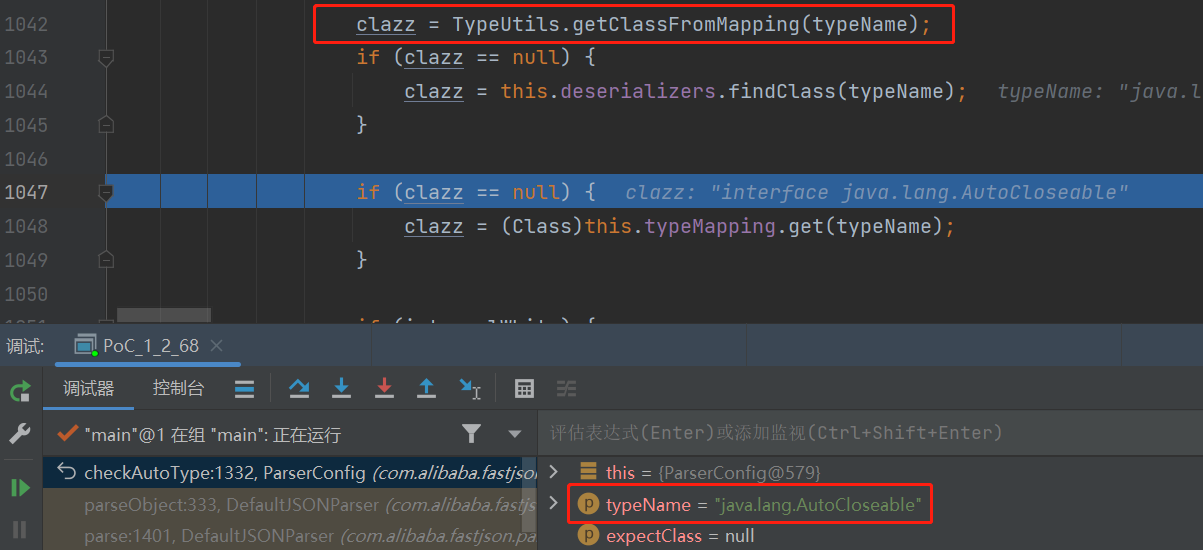 1042 clazz = TypeUtils.getClassFromMapping(typeName);
1043 if (clazz == null) {
1044 clazz = this.deserializers.findClass(typeName); typeName: "java.l
1045 }
1046
1047 if (clazz == null) { clazz: "interface java.lang.AutoCloseable"
1048 clazz = (Class)this.typeMapping.get(typeName);
1049 }
1050
调试: PoC_1_2_68
调试器 控制台
"main"@1 在组 "main": 正在运行
评估表达式(Enter)或添加监视(Ctrl+Shift+Enter)
checkAutoType:1332, ParserConfig (com.alibaba.fastjson
this = {ParserConfig@579}
parseObject:333, DefaultJSONParser (com.alibaba.fastjs
p typeName = "java.lang.AutoCloseable"
parse:1401, DefaultJSONParser (com.alibaba.fastjson.pa
p expectClass = null